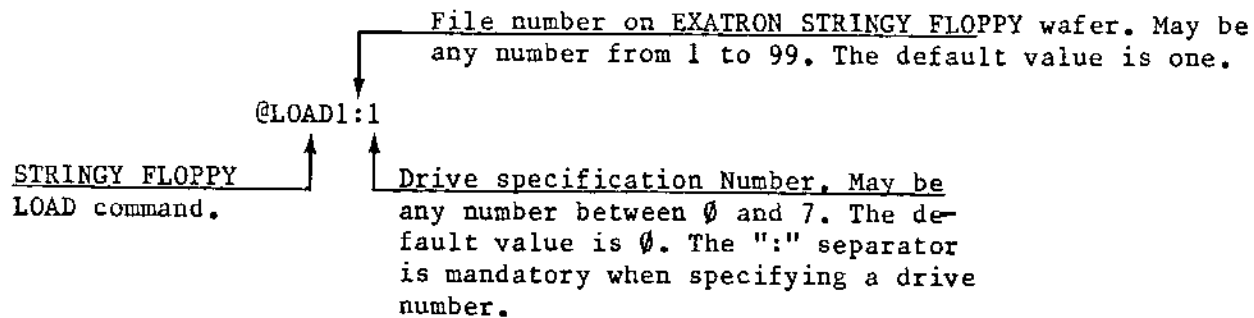 File number on EXATRON STRINGY FLOPPY wafer. May be
any number from 1 to 99. The default value is one.
@LOAD1:1
STRINGY FLOPPY
LOAD command.
Drive specification Number. May be
any number between Ø and 7. The de-
fault value is Ø. The ":" separator
is mandatory when specifying a drive
number.